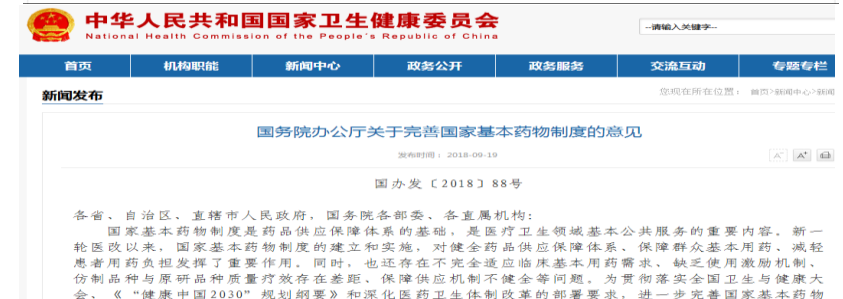 中华人民共和国国家卫生健康委员会
National Health Commission of the People's Republic of China
--请输入关键字--
首页 机构职能 新闻中心 政务公开 政务服务 交流互动 专题专栏
新闻发布
您现在所在位置： 首页>新闻中心>新闻
国务院办公厅关于完善国家基本药物制度的意见
发布时间： 2018-09-19
A- A+
国办发〔2018〕88号
各省、自治区、直辖市人民政府，国务院各部委、各直属机构：
国家基本药物制度是药品供应保障体系的基础，是医疗卫生领域基本公共服务的重要内容。新一
轮医改以来，国家基本药物制度的建立和实施，对健全药品供应保障体系、保障群众基本用药、减轻
患者用药负担发挥了重要作用。同时，也还存在不完全适应临床基本用药需求、缺乏使用激励机制、
仿制品种与原研品种质量疗效存在差距、保障供应机制不健全等问题。为贯彻落实全国卫生与健康大
会、《“健康中国2030”规划纲要》和深化医药卫生体制改革的部署要求，进一步完善国家基本药物